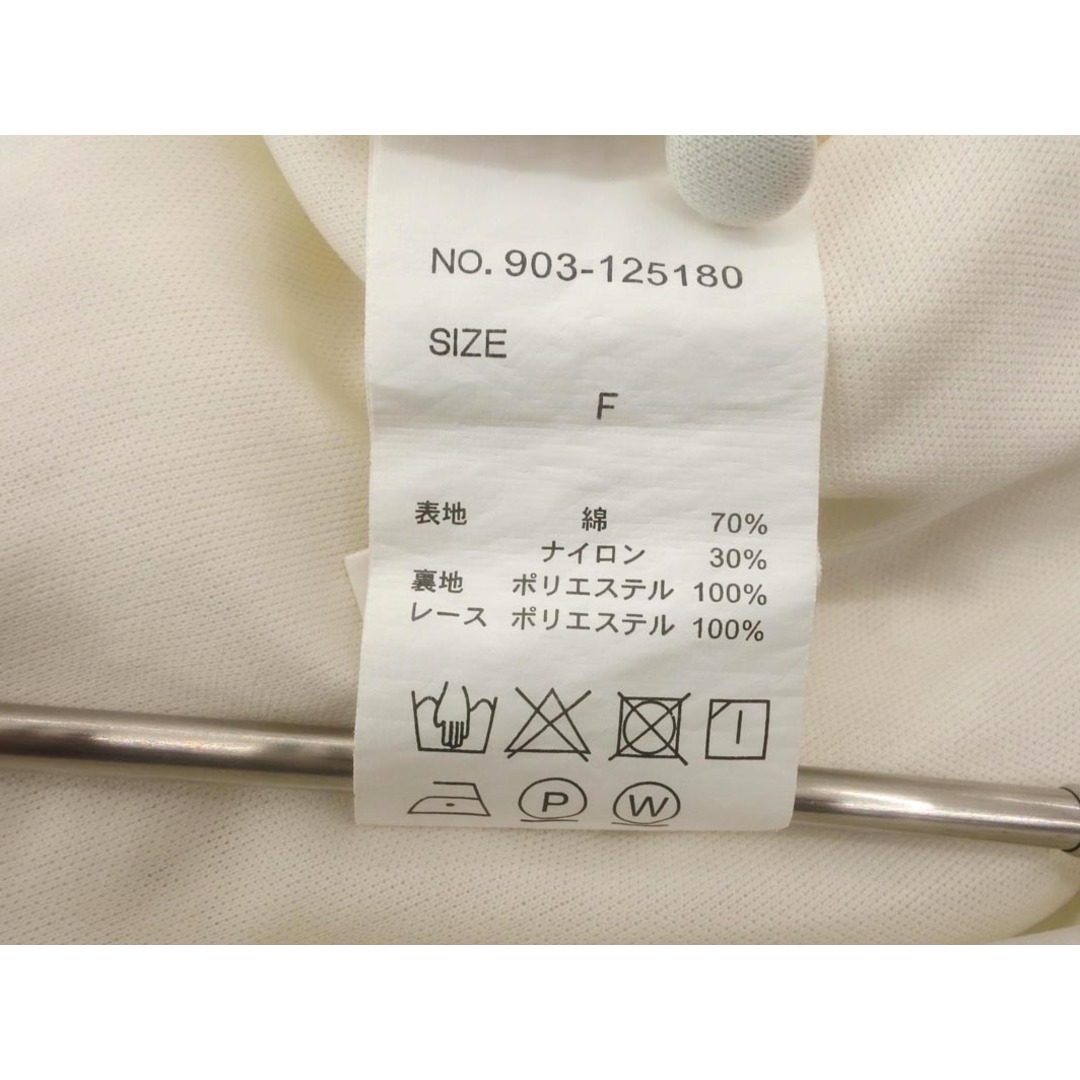 NO. 903-125180
SIZE
F
表地 綿 70%
ナイロン 30%
裏地 ポリエステル 100%
レース ポリエステル 100%
P W